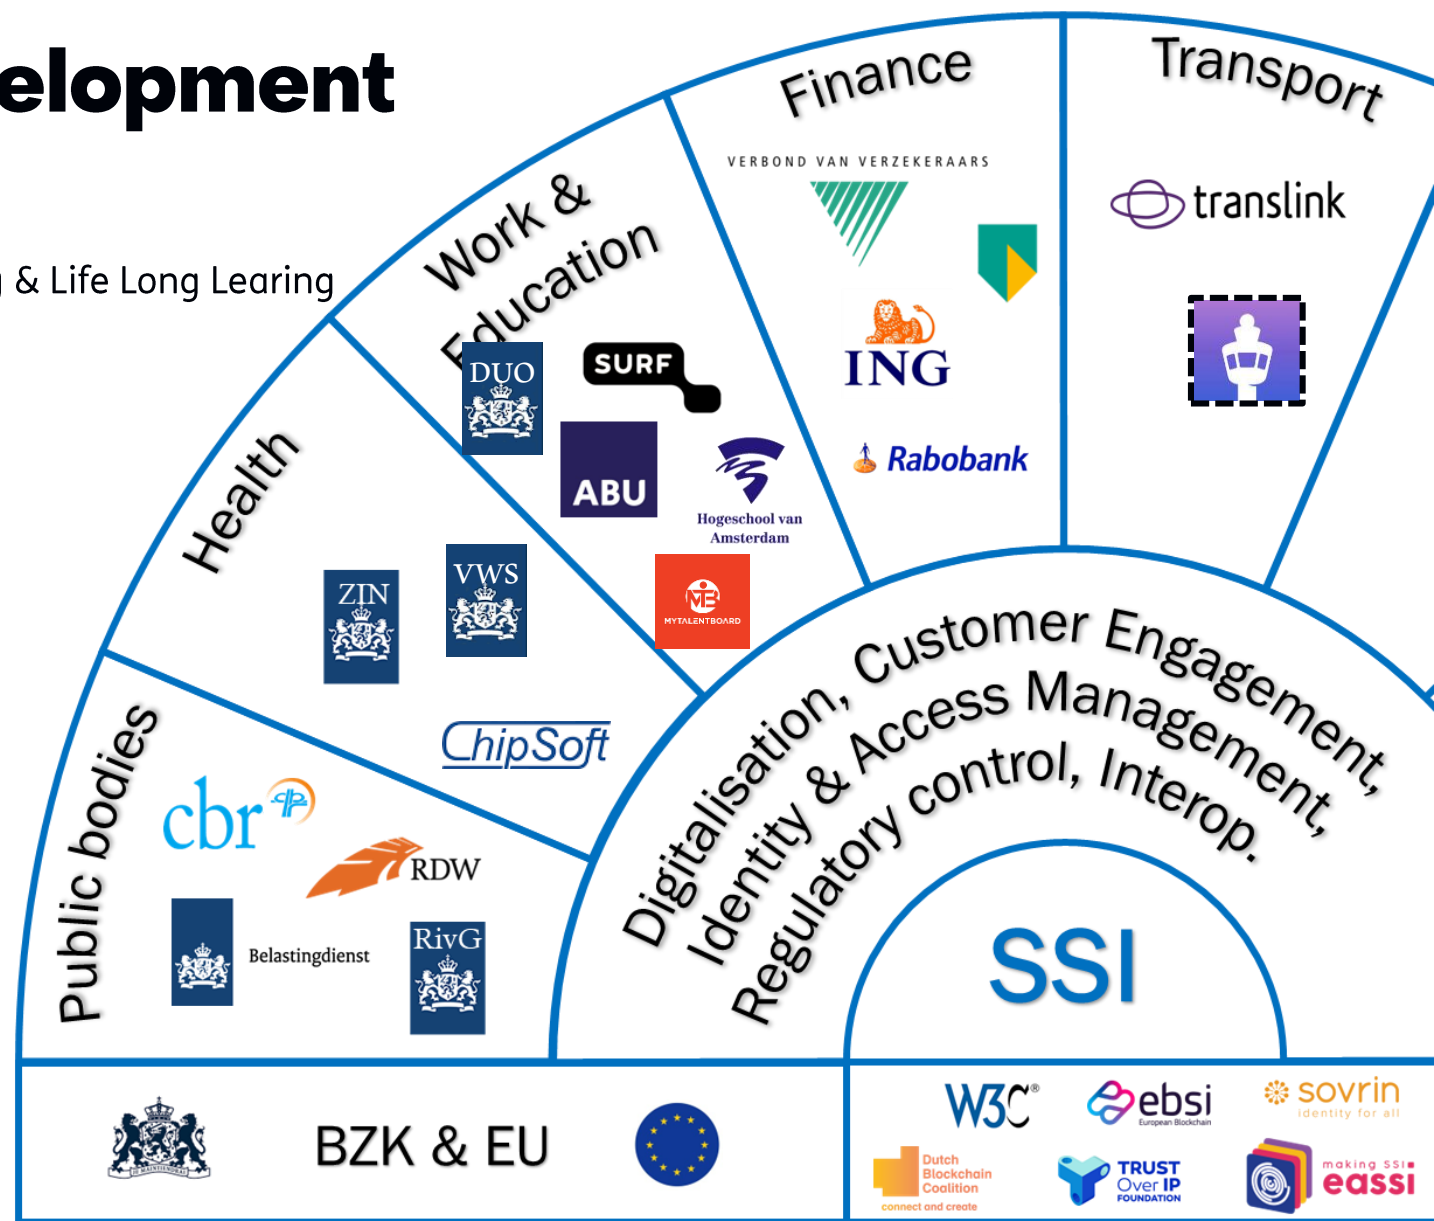 elopment
& Life Long Learing
Finance
Transport
Work &
Education
Health
Public bodies
VERBOND VAN VERZEKERAARS
translink
ING
Rabobank
DUO
SURF
ABU
Hogeschool van
Amsterdam
MTB
MYTALENTBOARD
ZIN
VWS
ChipSoft
cbr
RDW
Belastingdienst
RivG
Digitalisation, Customer Engagement,
Identity & Access Management,
Regulatory control, Interop.
SSI
BZK & EU
W3C®
ebsi
European Blockchain
sovrin
identity for all
Dutch
Blockchain
Coalition
connect and create
TRUST
Over IP
FOUNDATION
making SSI
eassi